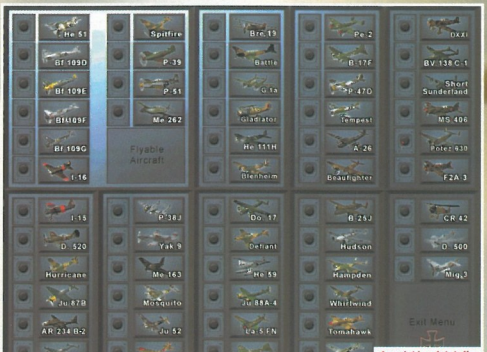 He 51
Bf 109D
Bf 109E
Bf 109F
Bf 109G
I-16
Spitfire
P-39
P 51
Me 262
Flyable
Aircraft
Bre 19
Battle
G.1a
Gladiator
He 111H
Blenheim
Pe 2
B 17F
P. 47D
Tempest
A-26
Beaufighter
DXXI
BV 138 C-1
Short
Sunderland
MS 406
Potez 630
F2A 3
I-15
D. 520
Hurricane
Ju 87B
AR 234 B-2
P-38J
Yak 9
Me 163
Mosquito
Ju 52
Do. 17
Defiant
He 59
Ju 88A-4
La-5 FN
B 25J
Hudson
Hampden
Whirlwind
Tomahawk
CR 42
D. 500
Mig 3
Exit Menu